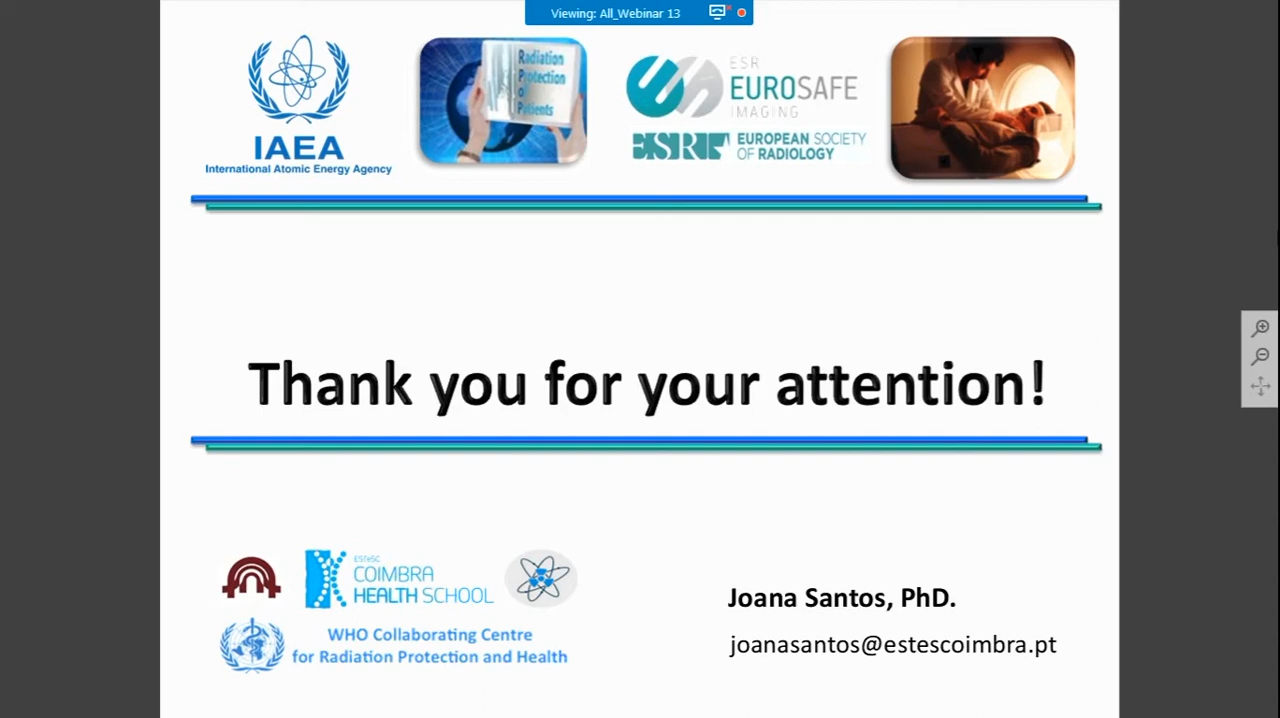 Viewing: All_Webinar 13
IAEA
International Atomic Energy Agency
Radiation
Protection
of
Patients
ESR
EUROSAFE
IMAGING
ESR
EUROPEAN SOCIETY
OF RADIOLOGY
Thank you for your attention!
ESTeSC
COIMBRA
HEALTH SCHOOL
WHO Collaborating Centre
for Radiation Protection and Health
Joana Santos, PhD.
joanasantos@estescoimbra.pt